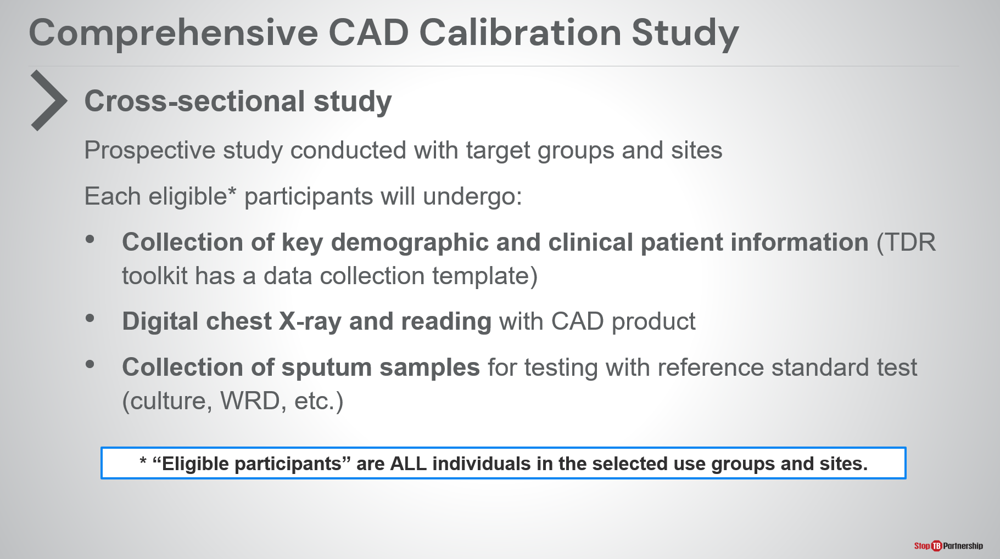 Comprehensive CAD Calibration Study
Cross-sectional study
Prospective study conducted with target groups and sites
Each eligible* participants will undergo:
• Collection of key demographic and clinical patient information (TDR
toolkit has a data collection template)
• Digital chest X-ray and reading with CAD product
• Collection of sputum samples for testing with reference standard test
(culture, WRD, etc.)
* “Eligible participants” are ALL individuals in the selected use groups and sites.
Stop TB Partnership